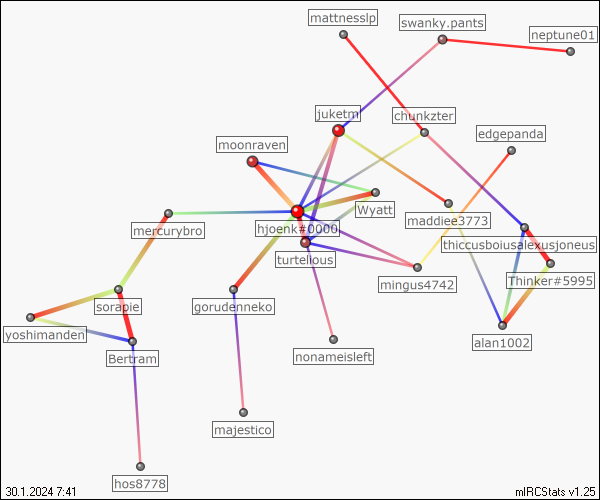 mattnesslp
swanky.pants
neptune01
juketm
chunkzter
edgepanda
moonraven
Wyatt
maddiee3773
mercurybro
hjoenk#0000
thiccusboiusalexusjoneus
turtellous
Thinker#5995
mingus4742
sorapie
gorudenneko
yoshimanden
alan1002
Bertram
nonameisleft
majestico
hos8778
30.1.2024 7:41
mIRCStats v1.25